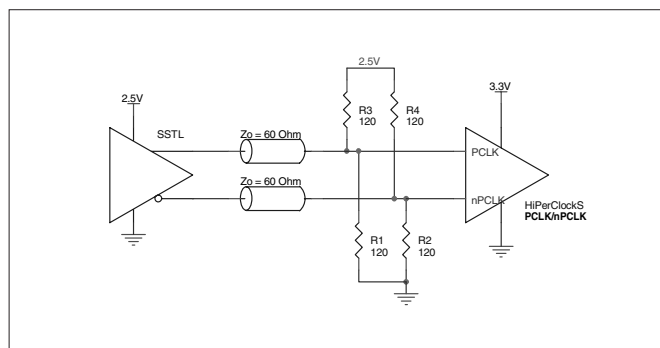 2.5V
2.5V
3.3V
R3
120
R4
120
SSTL
Zo = 60 Ohm
PCLK
Zo = 60 Ohm
nPCLK
HiPerClockS
PCLK/nPCLK
R1
120
R2
120